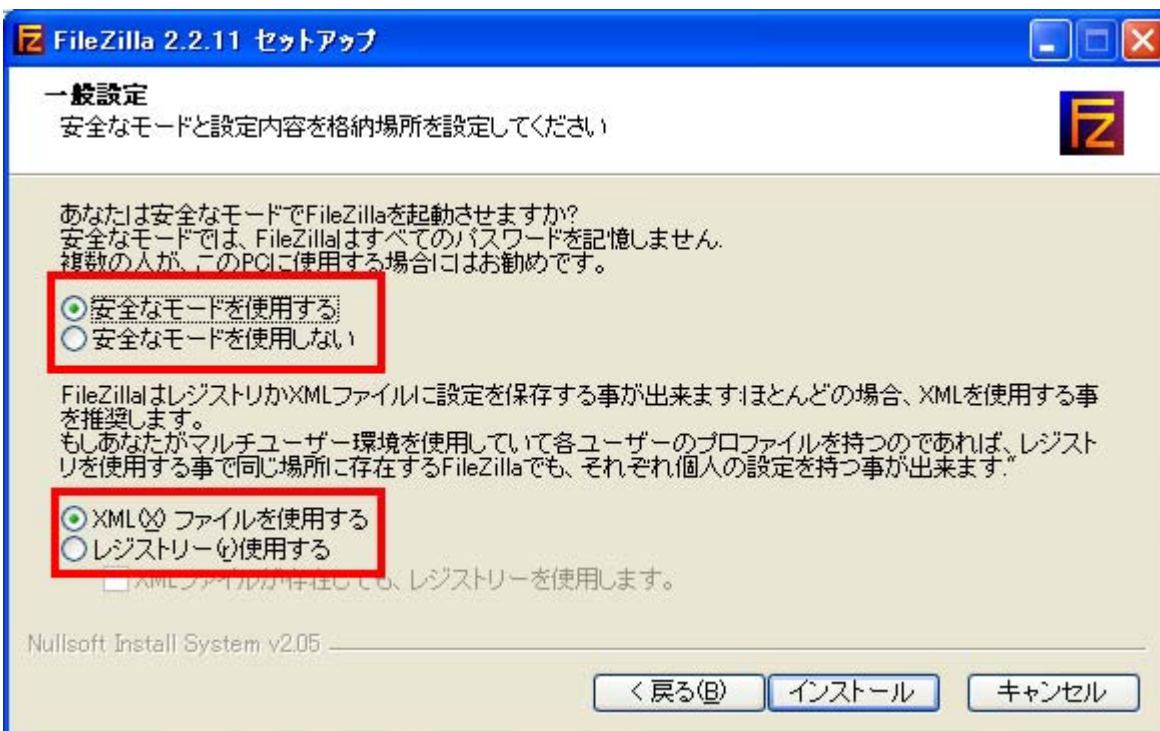 FileZilla 2.2.11 セットアップ
一般設定
安全なモードと設定内容を格納場所を設定してください
あなたは安全なモードでFileZillaを起動させますか?
安全なモードでは、FileZillaはすべてのパスワードを記憶しません.
複数の人が、このPCに使用する場合にはお勧めです。
安全なモードを使用する
安全なモードを使用しない
FileZillaはレジストリかXMLファイルに設定を保存する事が出来ます:ほとんどの場合、XMLを使用する事
を推奨します。
もしあなたがマルチユーザー環境を使用していて各ユーザーのプロファイルを持つのであれば、レジスト
リを使用する事で同じ場所に存在するFileZillaでも、それぞれ個人の設定を持つ事が出来ます."
XML(X) ファイルを使用する
レジストリー(r)使用する
XMLファイルが存在しても、レジストリーを使用します。
Nullsoft Install System v2.05
< 戻る(B) インストール キャンセル